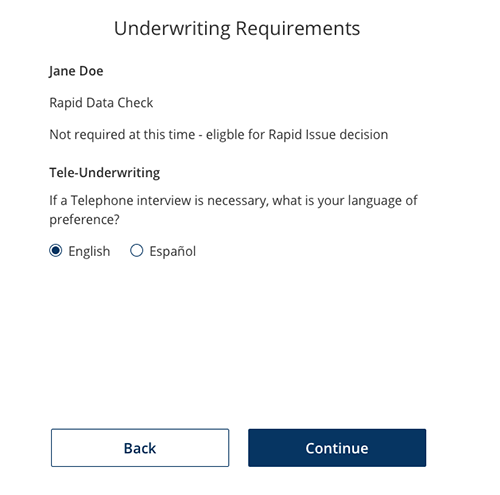 Underwriting Requirements
Jane Doe
Rapid Data Check
Not required at this time - eligble for Rapid Issue decision
Tele-Underwriting
If a Telephone interview is necessary, what is your language of
preference?
English Español
Back Continue